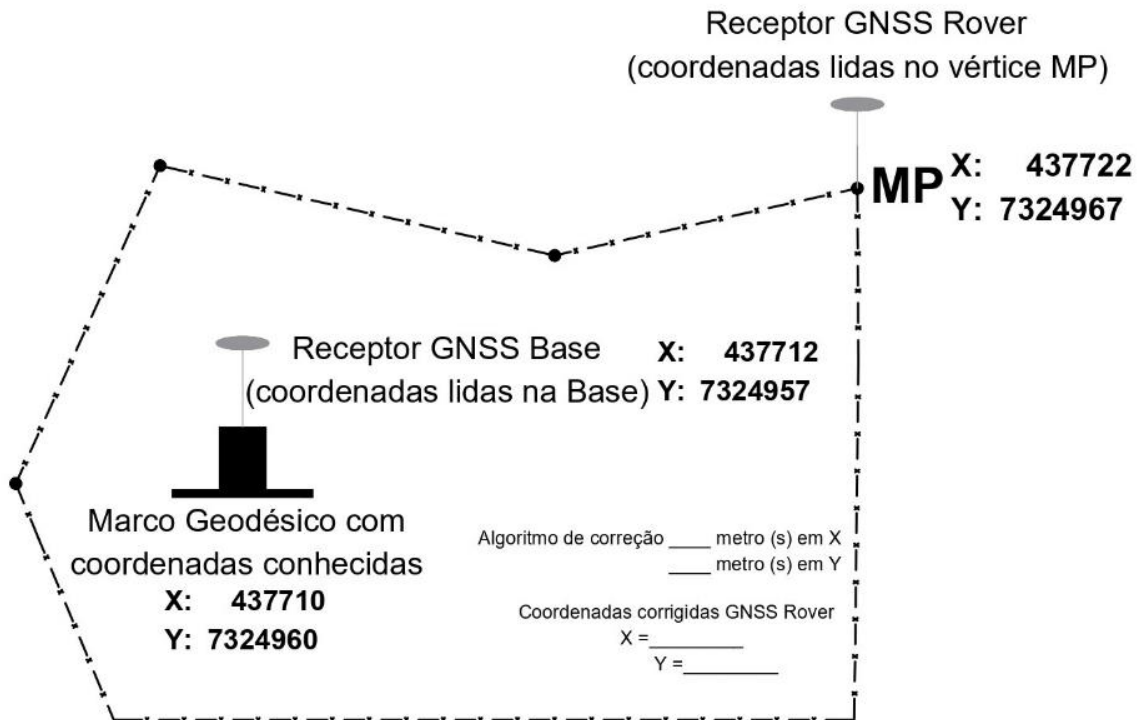 Receptor GNSS Rover
(coordenadas lidas no vértice MP)
MP
X: 437722
Y: 7324967
Receptor GNSS Base
(coordenadas lidas na Base)
X: 437712
Y: 7324957
Marco Geodésico com
coordenadas conhecidas
X: 437710
Y: 7324960
Algoritmo de correção ____ metro (s) em X
____ metro (s) em Y
Coordenadas corrigidas GNSS Rover
X =_________
Y =_________